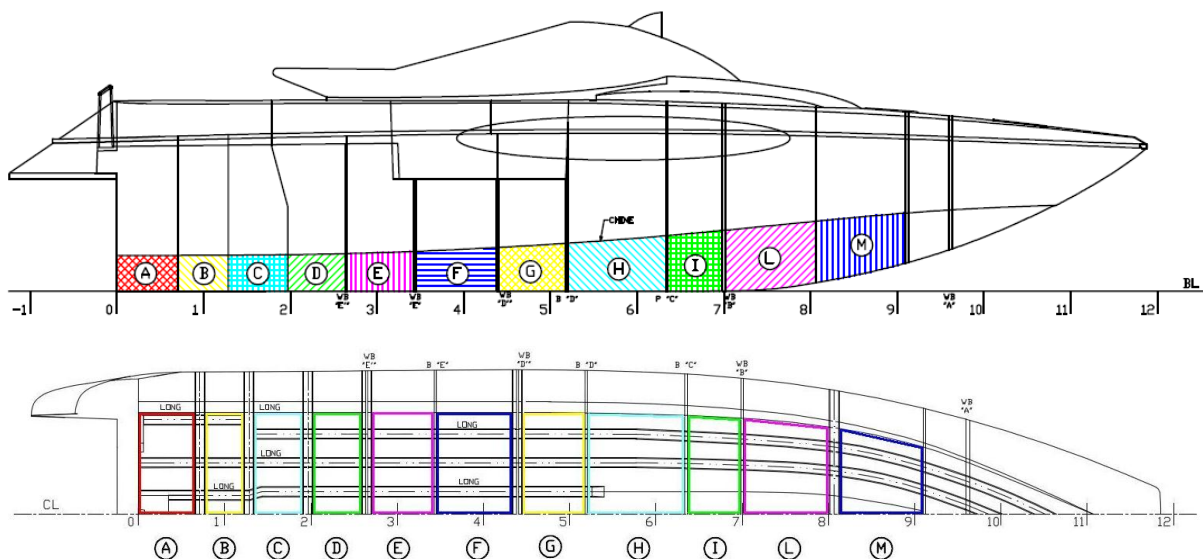 CHINE
A B C D E F G H I L M
WB "E'" WB "E" WB "D'" B "D" P "C" WB "B" WB "A" BL
-1 0 1 2 3 4 5 6 7 8 9 10 11 12
WB "E'" B "E" WB "D'" B "D" B "C" WB "B" WB "A"
LONG LONG
LONG
LONG
LONG LONG
CL
0 1 2 3 4 5 6 7 8 9 10 11 12
A B C D E F G H I L M